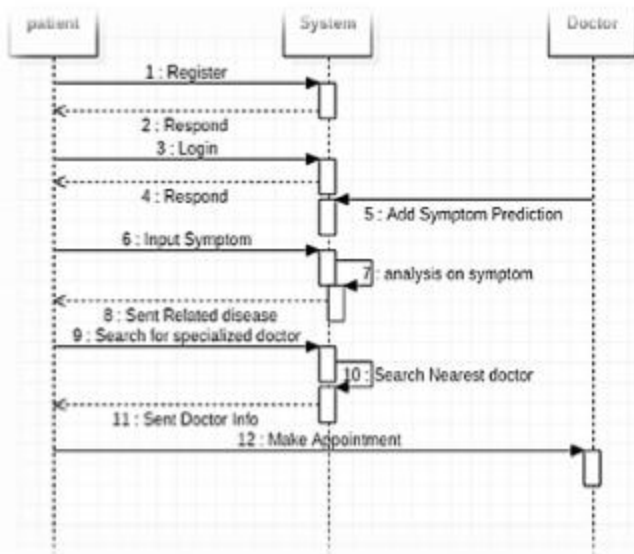 patient
System
Doctor
1 : Register
2 : Respond
3 : Login
4 : Respond
5 : Add Symptom Prediction
6 : Input Symptom
7 : analysis on symptom
8 : Sent Related disease
9 : Search for specialized doctor
10 : Search Nearest doctor
11 : Sent Doctor Info
12 : Make Appointment